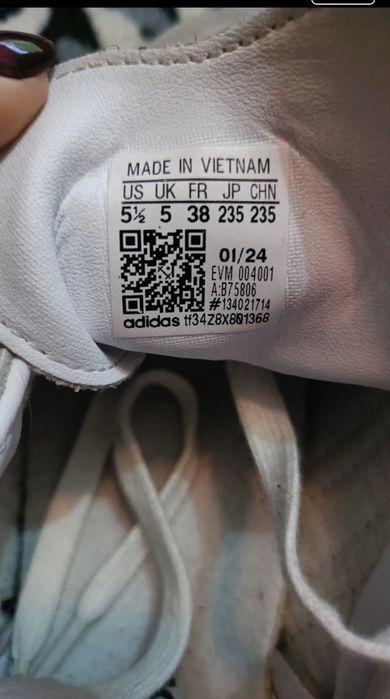 MADE IN VIETNAM
US UK FR JP CHN
5½ 5 38 235 235
01/24
EVM 004001
A:B75806
#134021714
adidas tf34Z8X801368